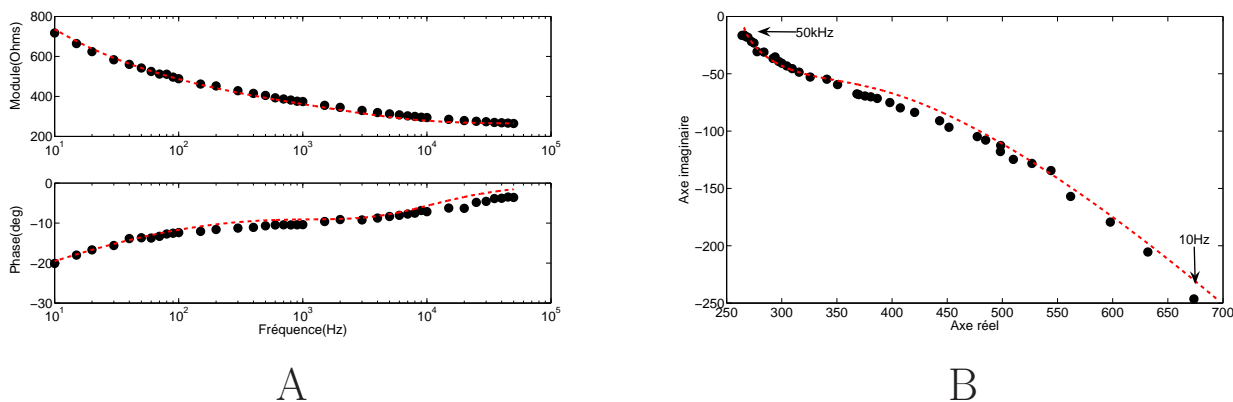 800
600
400
200
Module(Ohms)
10^1 10^2 10^3 10^4 10^5
0
−10
−20
−30
Phase(deg)
10^1 10^2 10^3 10^4 10^5
Fréquence(Hz)
A
0
−50
−100
−150
−200
−250
Axe imaginaire
50kHz
10Hz
250 300 350 400 450 500 550 600 650 700
Axe réel
B